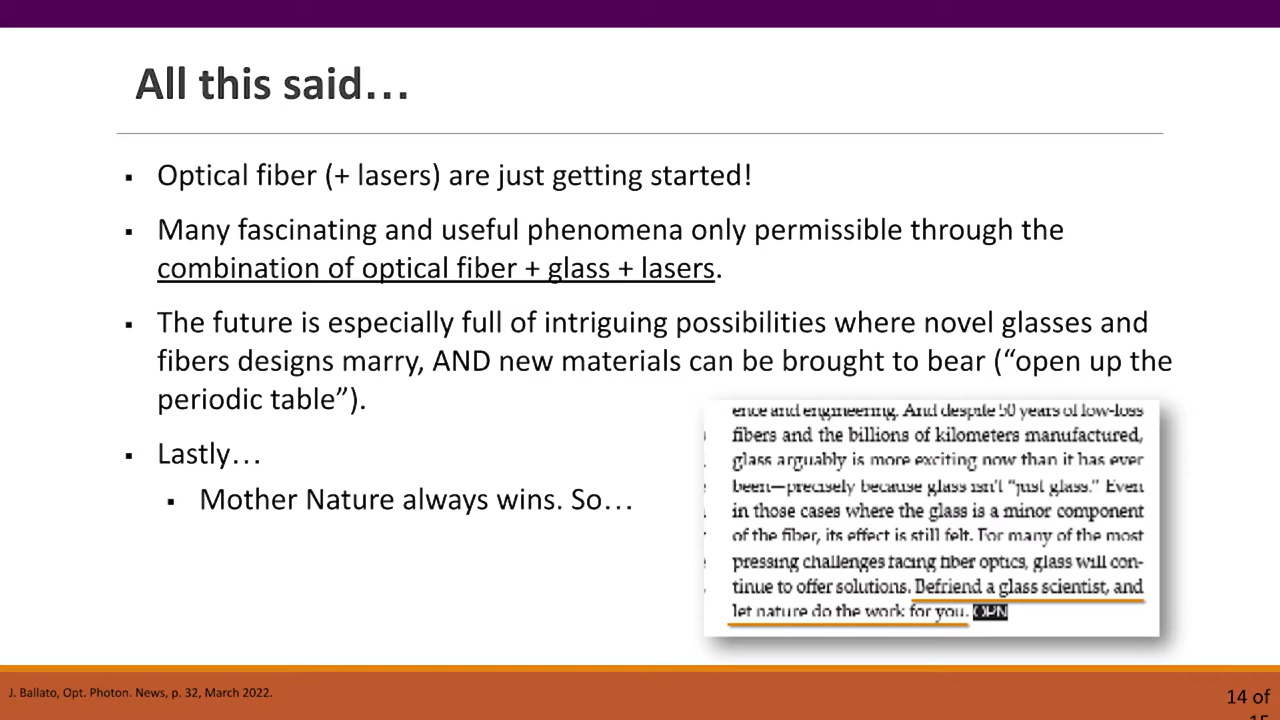 All this said…
▪ Optical fiber (+ lasers) are just getting started!
▪ Many fascinating and useful phenomena only permissible through the
combination of optical fiber + glass + lasers.
▪ The future is especially full of intriguing possibilities where novel glasses and
fibers designs marry, AND new materials can be brought to bear (“open up the
periodic table”).
▪ Lastly…
▪ Mother Nature always wins. So…
ence and engineering. And despite 50 years of low-loss
fibers and the billions of kilometers manufactured,
glass arguably is more exciting now than it has ever
been—precisely because glass isn’t “just glass.” Even
in those cases where the glass is a minor component
of the fiber, its effect is still felt. For many of the most
pressing challenges facing fiber optics, glass will con-
tinue to offer solutions. Befriend a glass scientist, and
let nature do the work for you. OPN
J. Ballato, Opt. Photon. News, p. 32, March 2022.
14 of
15